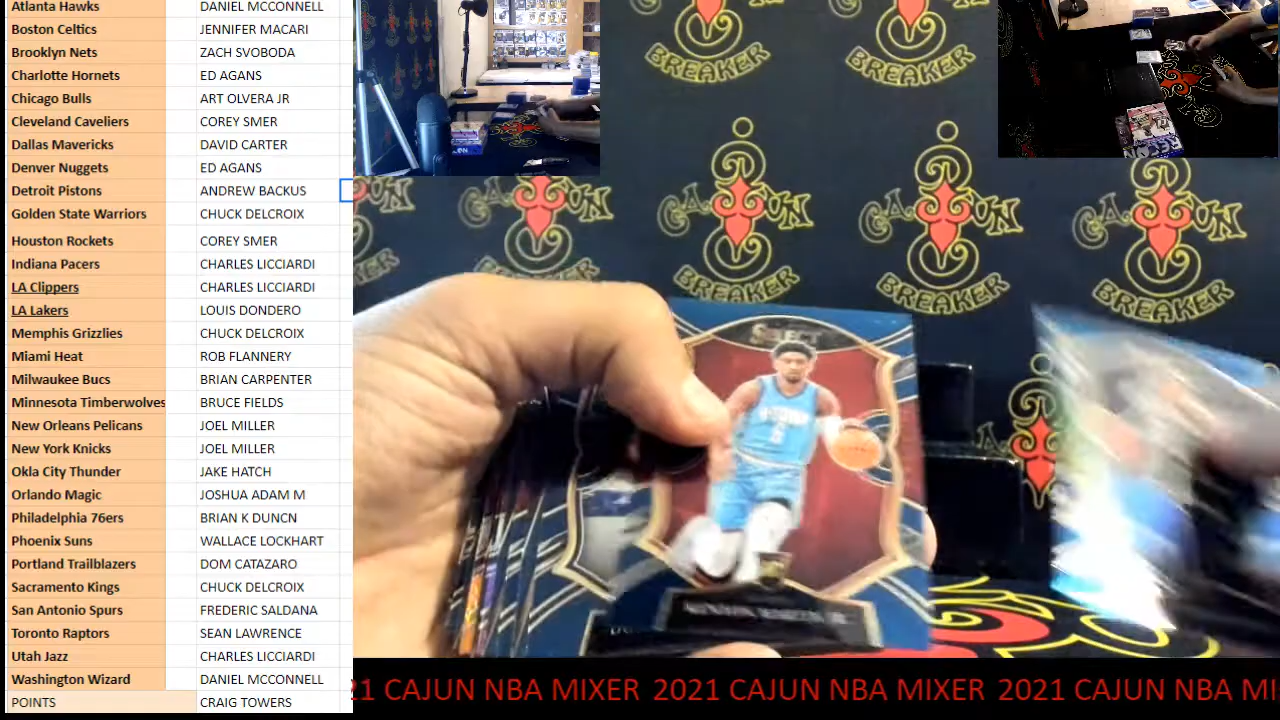 Atlanta Hawks DANIEL MCCONNELL
Boston Celtics JENNIFER MACARI
Brooklyn Nets ZACH SVOBODA
Charlotte Hornets ED AGANS
Chicago Bulls ART OLVERA JR
Cleveland Caveliers COREY SMER
Dallas Mavericks DAVID CARTER
Denver Nuggets ED AGANS
Detroit Pistons ANDREW BACKUS
Golden State Warriors CHUCK DELCROIX
Houston Rockets COREY SMER
Indiana Pacers CHARLES LICCIARDI
LA Clippers CHARLES LICCIARDI
LA Lakers LOUIS DONDERO
Memphis Grizzlies CHUCK DELCROIX
Miami Heat ROB FLANNERY
Milwaukee Bucs BRIAN CARPENTER
Minnesota Timberwolves BRUCE FIELDS
New Orleans Pelicans JOEL MILLER
New York Knicks JOEL MILLER
Okla City Thunder JAKE HATCH
Orlando Magic JOSHUA ADAM M
Philadelphia 76ers BRIAN K DUNCN
Phoenix Suns WALLACE LOCKHART
Portland Trailblazers DOM CATAZARO
Sacramento Kings CHUCK DELCROIX
San Antonio Spurs FREDERIC SALDANA
Toronto Raptors SEAN LAWRENCE
Utah Jazz CHARLES LICCIARDI
Washington Wizard DANIEL MCCONNELL
POINTS CRAIG TOWERS
BREAKER
BREAKER
CAJUN
CAJUN
CAJUN
BREAKER
BREAKER
BREAKER
SELECT
21 CAJUN NBA MIXER 2021 CAJUN NBA MIXER 2021 CAJUN NBA MI